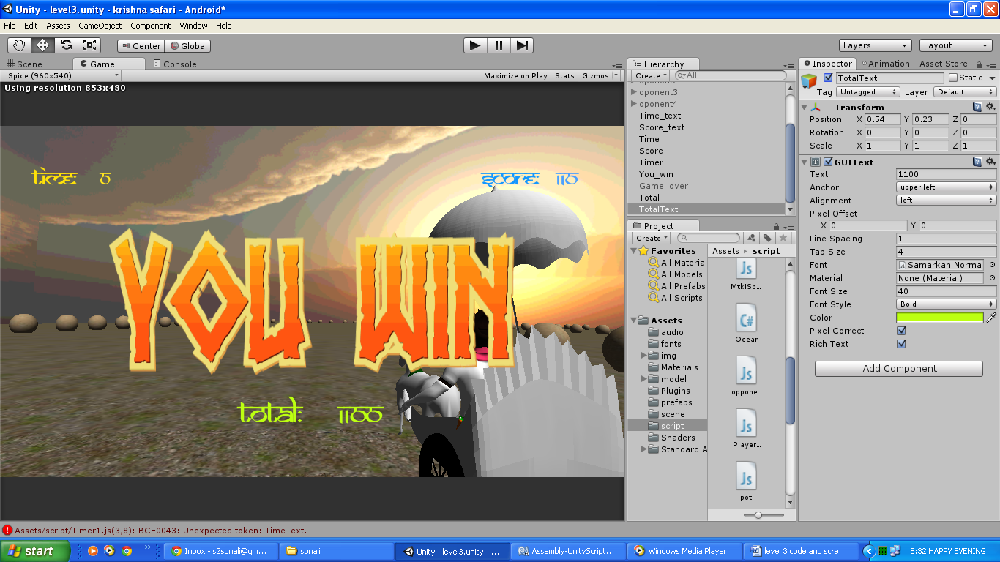 Unity - level3.unity - krishna safari - Android*
File Edit Assets GameObject Component Window Help
Center Global Layers Layout
Scene Game Console
Spice (960x540) Maximize on Play Stats Gizmos
Using resolution 853x480
time 0
score 110
YOU WIN
total: 1100
Hierarchy
Create All
oponent3
oponent4
Time_text
Score_text
Time
Score
Timer
You_win
Game_over
Total
TotalText
Project
Create
Favorites
All Material
All Models
All Prefabs
All Scripts
Assets
audio
fonts
img
Materials
model
Plugins
prefabs
scene
script
Shaders
Standard A
Assets script
Js
MtkiSp...
C#
Ocean
Js
oppone...
Js
Player...
Js
pot
Inspector Animation Asset Store
TotalText Static
Tag Untagged Layer Default
Transform
Position X 0.54 Y 0.23 Z 0
Rotation X 0 Y 0 Z 0
Scale X 1 Y 1 Z 1
GUIText
Text 1100
Anchor upper left
Alignment left
Pixel Offset
X 0 Y 0
Line Spacing 1
Tab Size 4
Font Samarkan Norma
Material None (Material)
Font Size 40
Font Style Bold
Color
Pixel Correct
Rich Text
Add Component
Assets/script/Timer1.js(3,8): BCE0043: Unexpected token: TimeText.
start Inbox - s2sonali@gm... sonali Unity - level3.unity - ... Assembly-UnityScript... Windows Media Player level 3 code and scre... 5:32 HAPPY EVENING